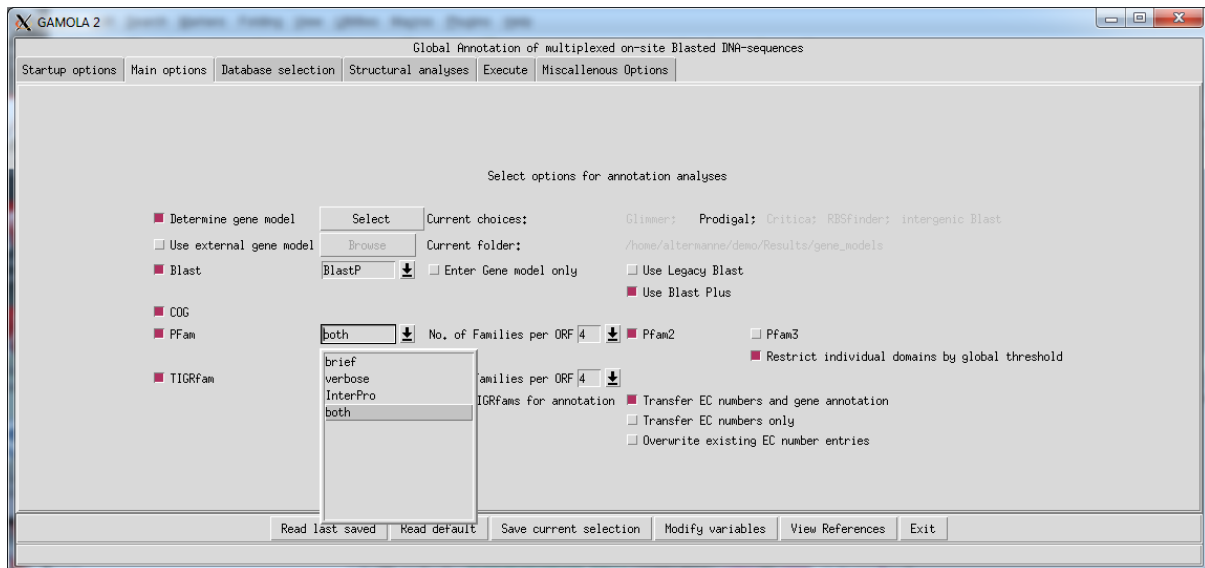 GAMOLA 2
Global Annotation of multiplexed on-site Blasted DNA-sequences
Startup options Main options Database selection Structural analyses Execute Miscallenous Options
Select options for annotation analyses
Determine gene model Select Current choices: Glimmer; Prodigal; Critica; RBSfinder; intergenic Blast
Use external gene model Browse Current folder: /home/altermanne/demo/Results/gene_models
Blast BlastP Enter Gene model only Use Legacy Blast
Use Blast Plus
COG
PFam both No. of Families per ORF 4 Pfam2 Pfam3
brief Restrict individual domains by global threshold
TIGRfam verbose amilies per ORF 4
InterPro IGRfams for annotation Transfer EC numbers and gene annotation
both Transfer EC numbers only
Overwrite existing EC number entries
Read last saved Read default Save current selection Modify variables View References Exit